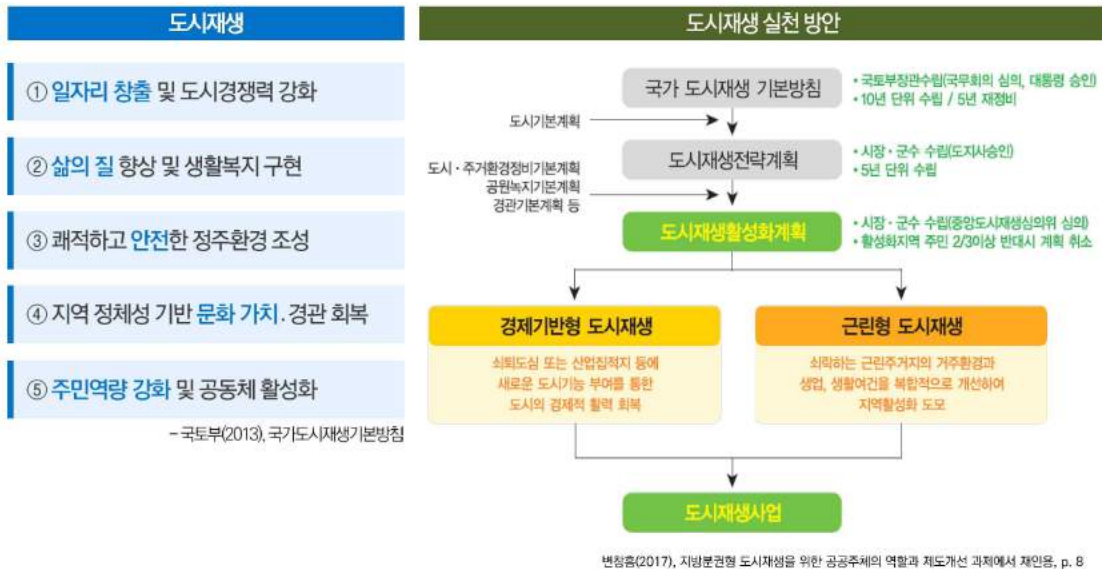 도시재생
① 일자리 창출 및 도시경쟁력 강화
② 삶의 질 향상 및 생활복지 구현
③ 쾌적하고 안전한 정주환경 조성
④ 지역 정체성 기반 문화 가치.경관 회복
⑤ 주민역량 강화 및 공동체 활성화
– 국토부(2013), 국가도시재생기본방침
도시재생 실천 방안
국가 도시재생 기본방침
• 국토부장관수립(국무회의 심의, 대통령 승인)
• 10년 단위 수립 / 5년 재정비
도시기본계획
도시재생전략계획
• 시장・군수 수립(도지사승인)
• 5년 단위 수립
도시・주거환경정비기본계획
공원녹지기본계획
경관기본계획 등
도시재생활성화계획
• 시장・군수 수립(중앙도시재생심의위 심의)
• 활성화지역 주민 2/3이상 반대시 계획 취소
경제기반형 도시재생
쇠퇴도심 또는 산업집적지 등에
새로운 도시기능 부여를 통한
도시의 경제적 활력 회복
근린형 도시재생
쇠락하는 근린주거지의 거주환경과
생업, 생활여건을 복합적으로 개선하여
지역활성화 도모
도시재생사업
변창흠(2017), 지방분권형 도시재생을 위한 공공주체의 역할과 제도개선 과제에서 재인용, p. 8